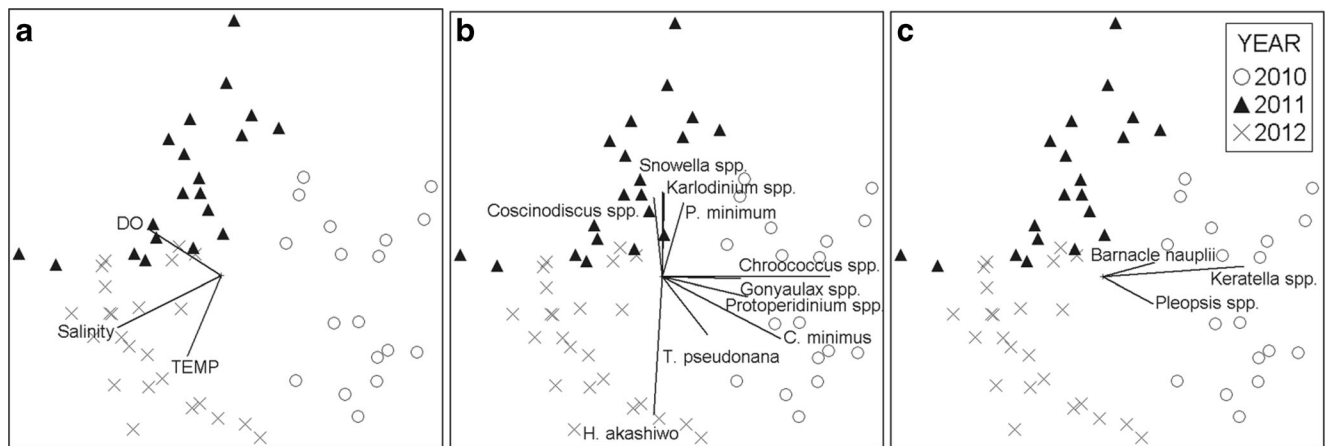 a
DO
Salinity
TEMP
b
Snowella spp.
Karlodinium spp.
Coscinodiscus spp.
P. minimum
Chroococcus spp.
Gonyaulax spp.
Protoperidinium spp.
C. minimus
T. pseudonana
H. akashiwo
c
YEAR
2010
2011
2012
Barnacle nauplii
Keratella spp.
Pleopsis spp.